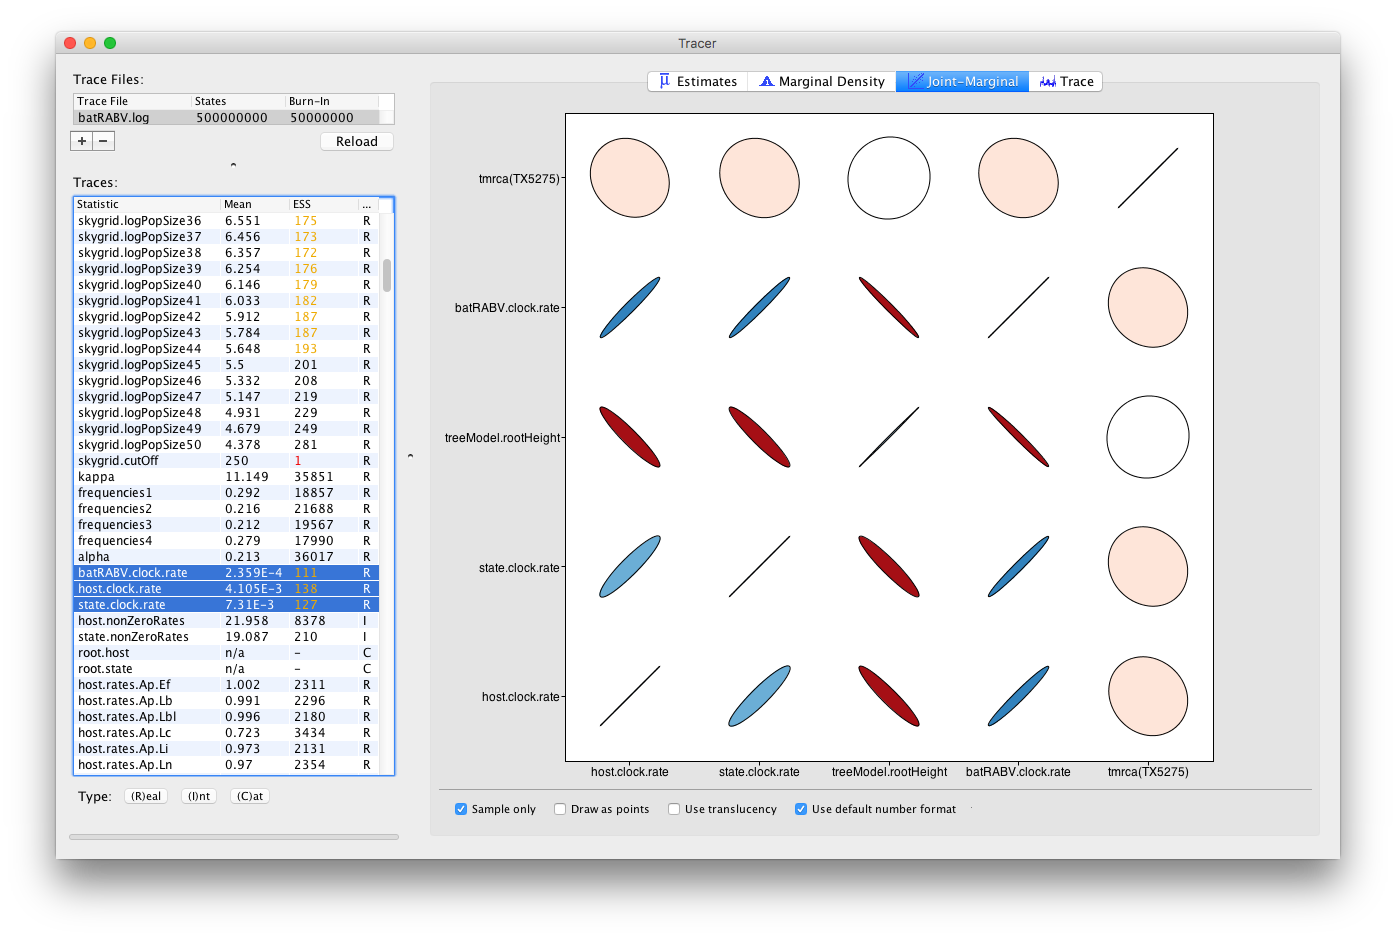 Tracer
Trace Files:
Trace File States Burn-In
batRABV.log 500000000 50000000
+ −
Reload
Traces:
Statistic Mean ESS ...
skygrid.logPopSize36 6.551 175 R
skygrid.logPopSize37 6.456 173 R
skygrid.logPopSize38 6.357 172 R
skygrid.logPopSize39 6.254 176 R
skygrid.logPopSize40 6.146 179 R
skygrid.logPopSize41 6.033 182 R
skygrid.logPopSize42 5.912 187 R
skygrid.logPopSize43 5.784 187 R
skygrid.logPopSize44 5.648 193 R
skygrid.logPopSize45 5.5 201 R
skygrid.logPopSize46 5.332 208 R
skygrid.logPopSize47 5.147 219 R
skygrid.logPopSize48 4.931 229 R
skygrid.logPopSize49 4.679 249 R
skygrid.logPopSize50 4.378 281 R
skygrid.cutOff 250 1 R
kappa 11.149 35851 R
frequencies1 0.292 18857 R
frequencies2 0.216 21688 R
frequencies3 0.212 19567 R
frequencies4 0.279 17990 R
alpha 0.213 36017 R
batRABV.clock.rate 2.359E-4 111 R
host.clock.rate 4.105E-3 138 R
state.clock.rate 7.31E-3 127 R
host.nonZeroRates 21.958 8378 I
state.nonZeroRates 19.087 210 I
root.host n/a – C
root.state n/a – C
host.rates.Ap.Ef 1.002 2311 R
host.rates.Ap.Lb 0.991 2296 R
host.rates.Ap.Lbl 0.996 2180 R
host.rates.Ap.Lc 0.723 3434 R
host.rates.Ap.Li 0.973 2131 R
host.rates.Ap.Ln 0.97 2354 R
Type: (R)eal (I)nt (C)at
μ Estimates Marginal Density Joint-Marginal Trace
tmrca(TX5275)
batRABV.clock.rate
treeModel.rootHeight
state.clock.rate
host.clock.rate
host.clock.rate state.clock.rate treeModel.rootHeight batRABV.clock.rate tmrca(TX5275)
Sample only Draw as points Use translucency Use default number format